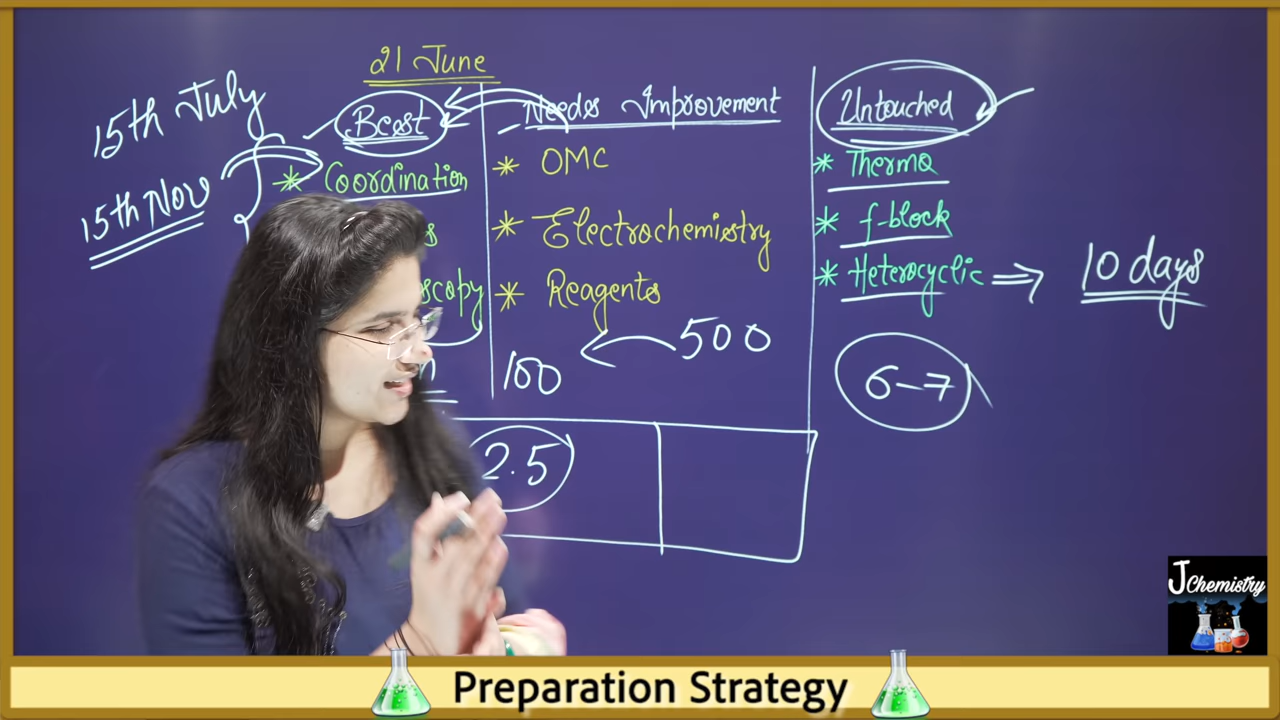 21 June
15th July
15th Nov
Best
* Coordination
Needs Improvement
* OMC
* Electrochemistry
* Reagents
100
500
2.5
Untouched
* Thermo
* f-block
* Heterocyclic ⇒ 10 days
6-7
J Chemistry
Preparation Strategy